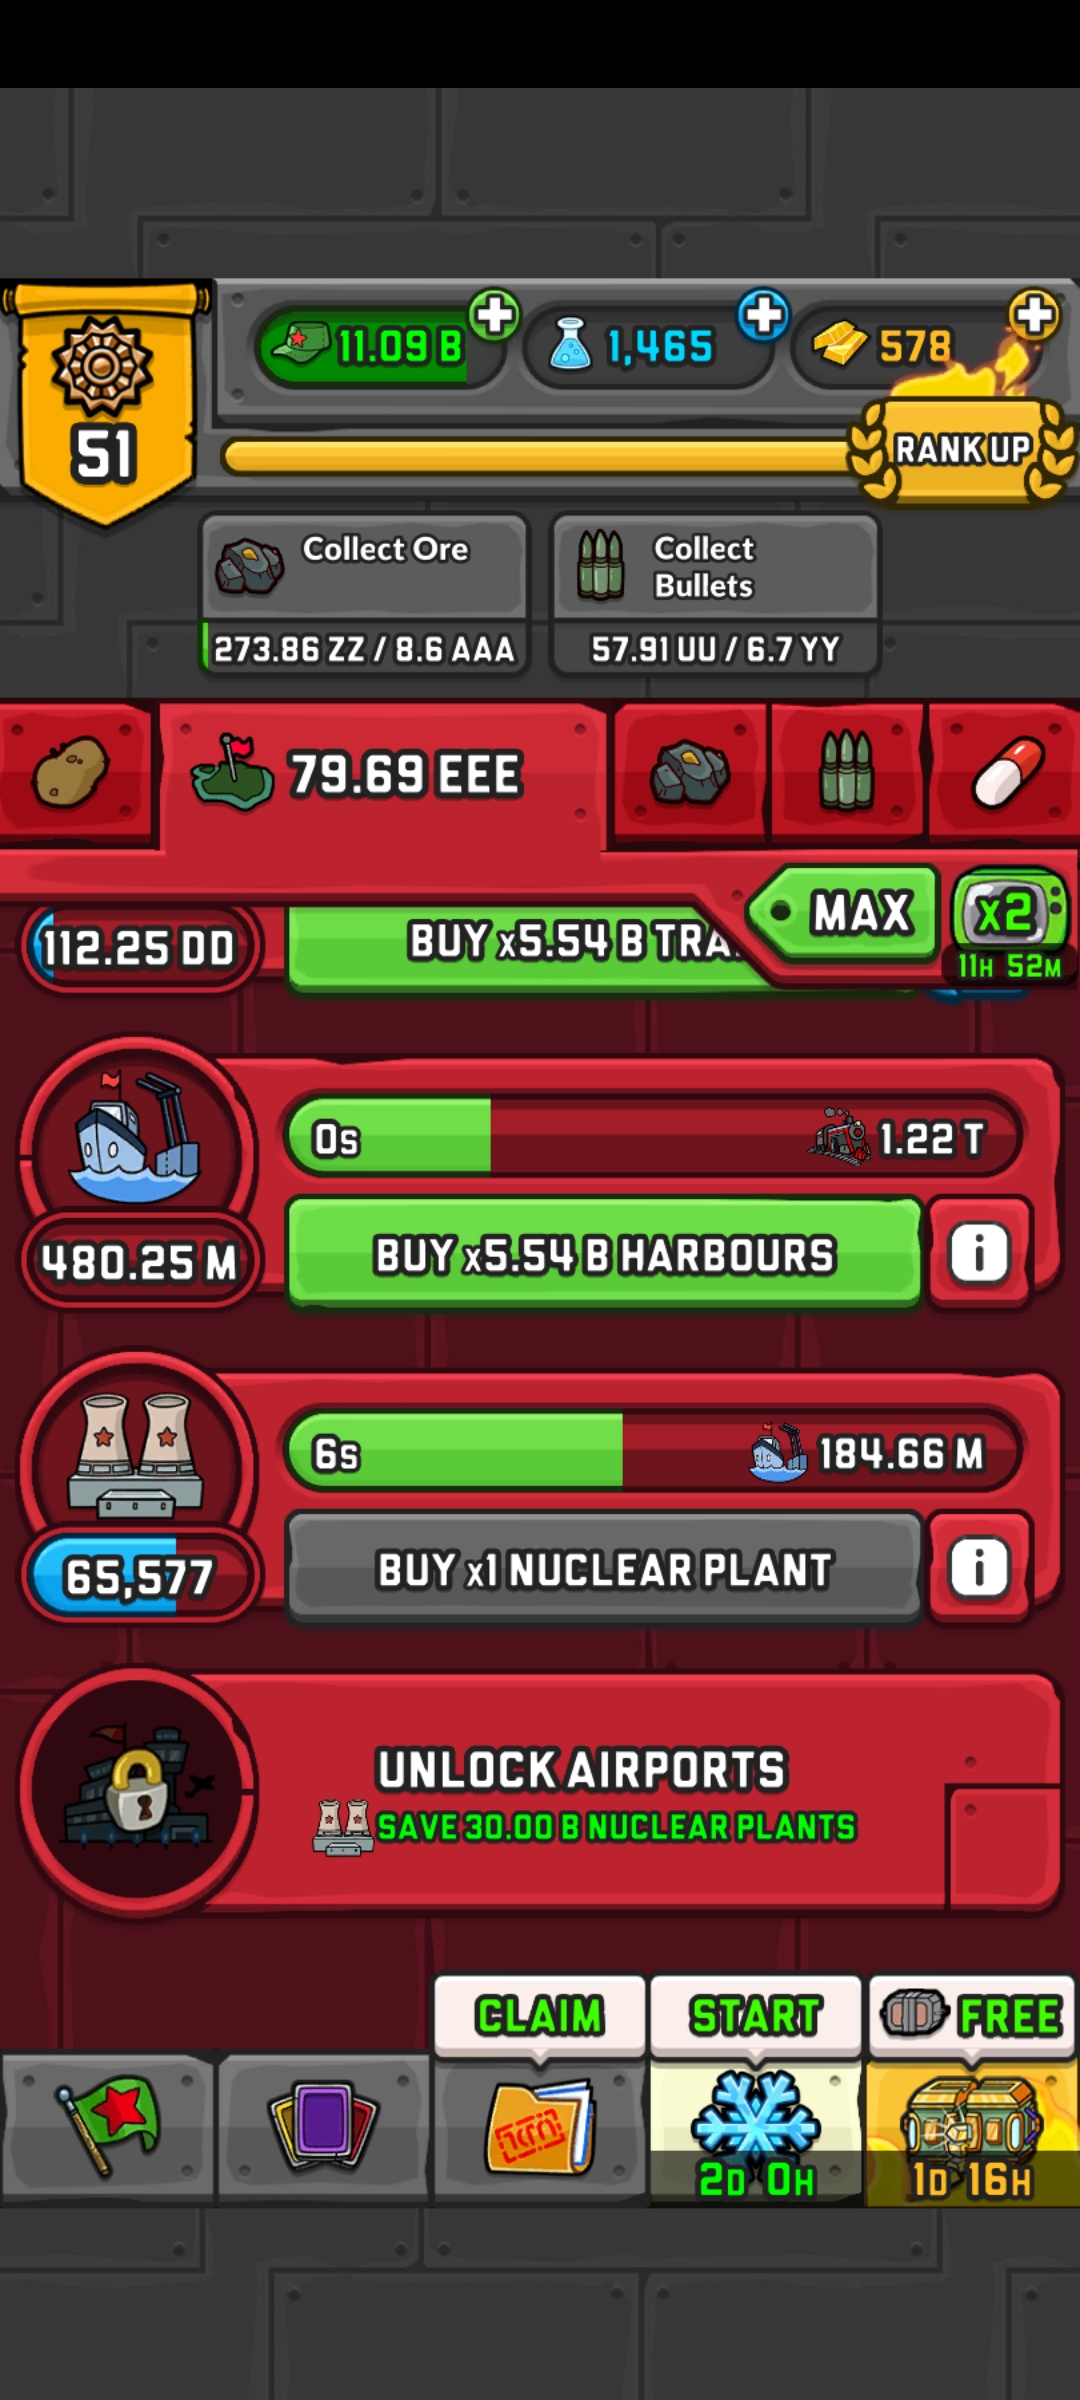 51
11.09 B
1,465
578
RANK UP
Collect Ore
273.86 ZZ / 8.6 AAA
Collect
Bullets
57.91 UU / 6.7 YY
79.69 EEE
MAX
x2
11H 52M
112.25 DD
BUY x5.54 B TRA
0s
1.22 T
480.25 M
BUY x5.54 B HARBOURS
i
6s
184.66 M
65,577
BUY x1 NUCLEAR PLANT
i
UNLOCK AIRPORTS
SAVE 30.00 B NUCLEAR PLANTS
CLAIM
START
FREE
2D 0H
1D 16H